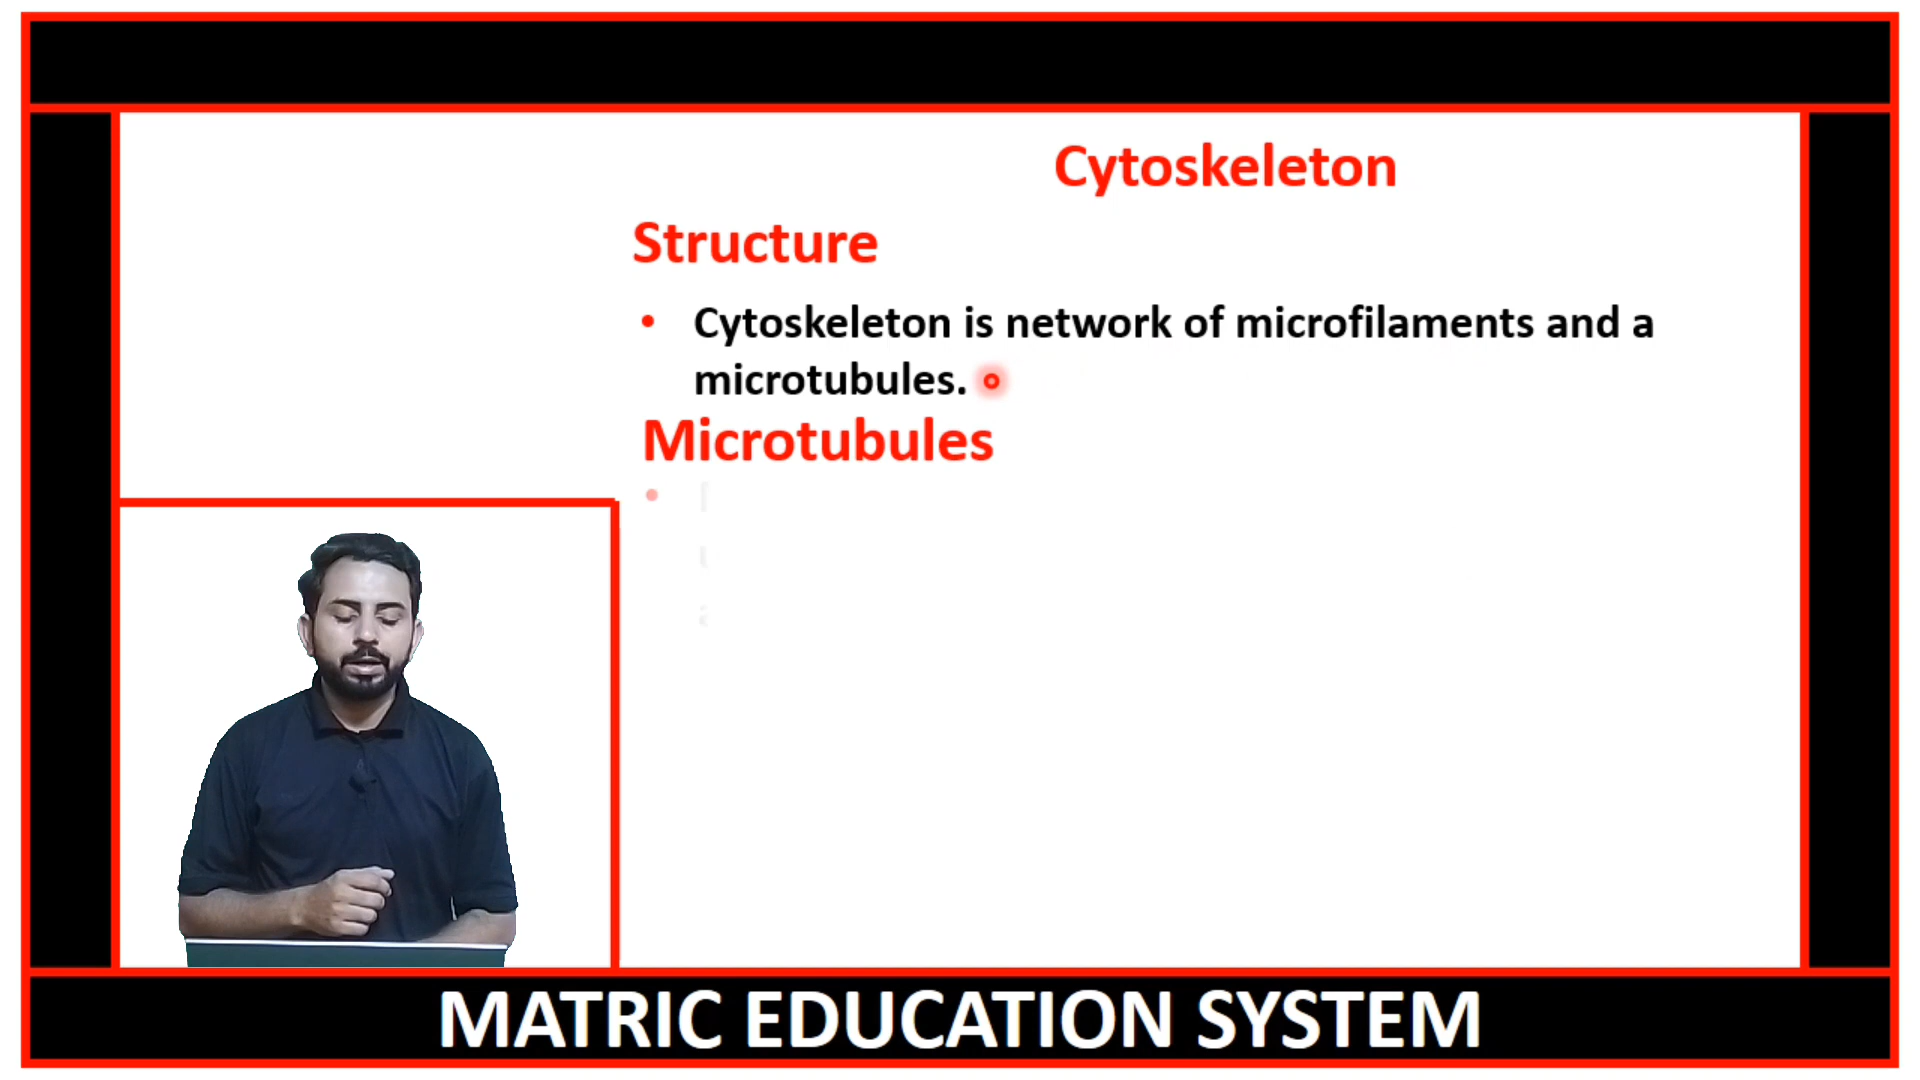 Cytoskeleton
Structure
• Cytoskeleton is network of microfilaments and a
microtubules.
Microtubules
MATRIC EDUCATION SYSTEM